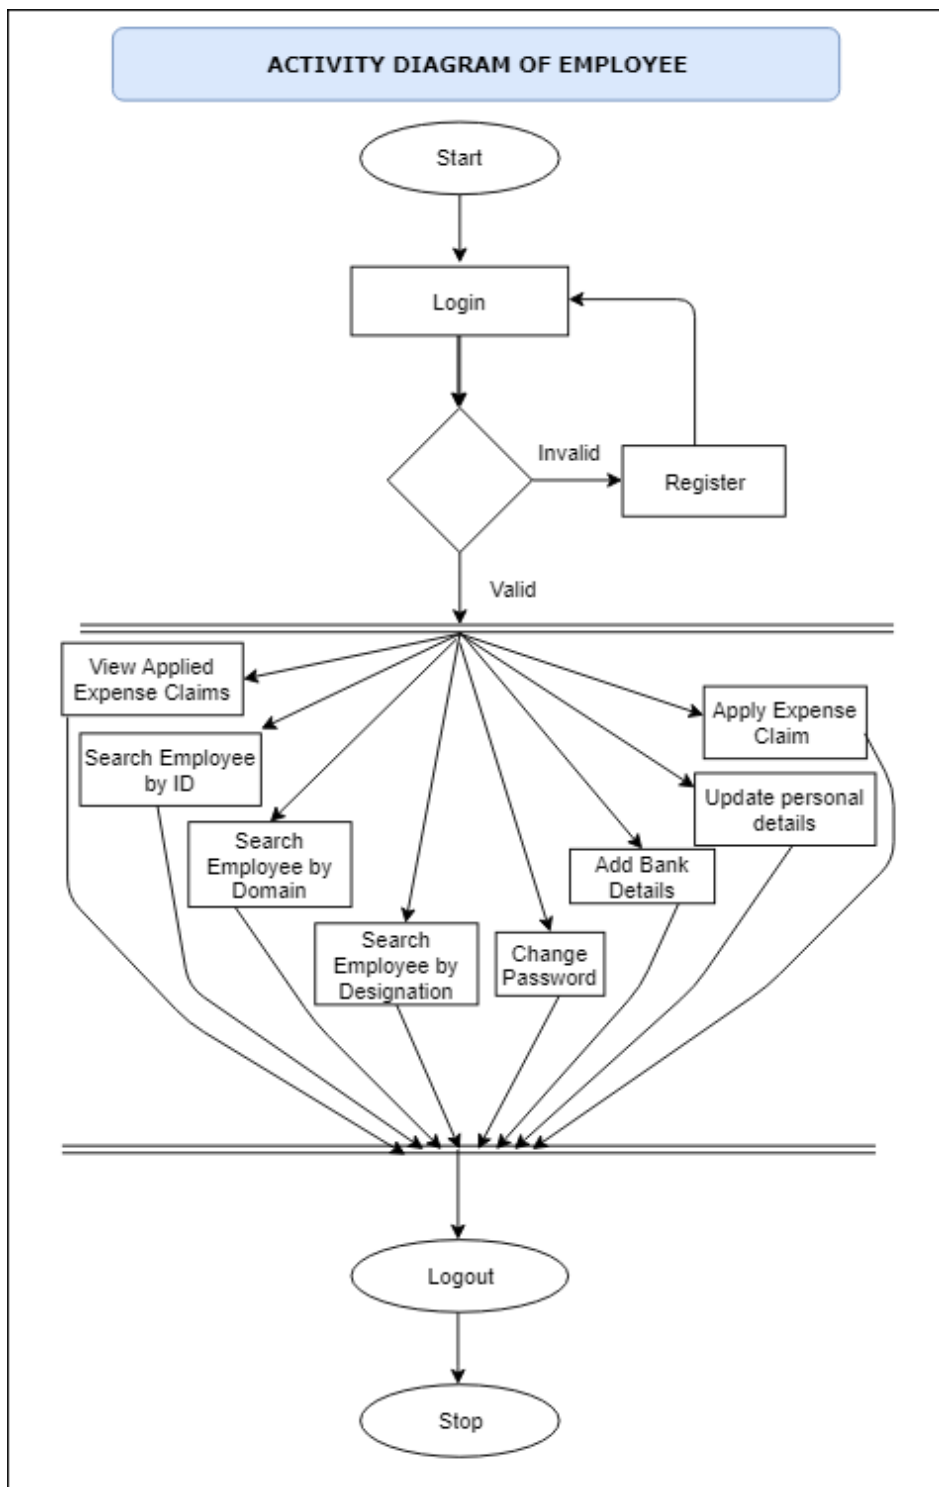 ACTIVITY DIAGRAM OF EMPLOYEE
Start
Login
Invalid
Register
Valid
View Applied
Expense Claims
Search Employee
by ID
Search
Employee by
Domain
Search
Employee by
Designation
Change
Password
Add Bank
Details
Update personal
details
Apply Expense
Claim
Logout
Stop